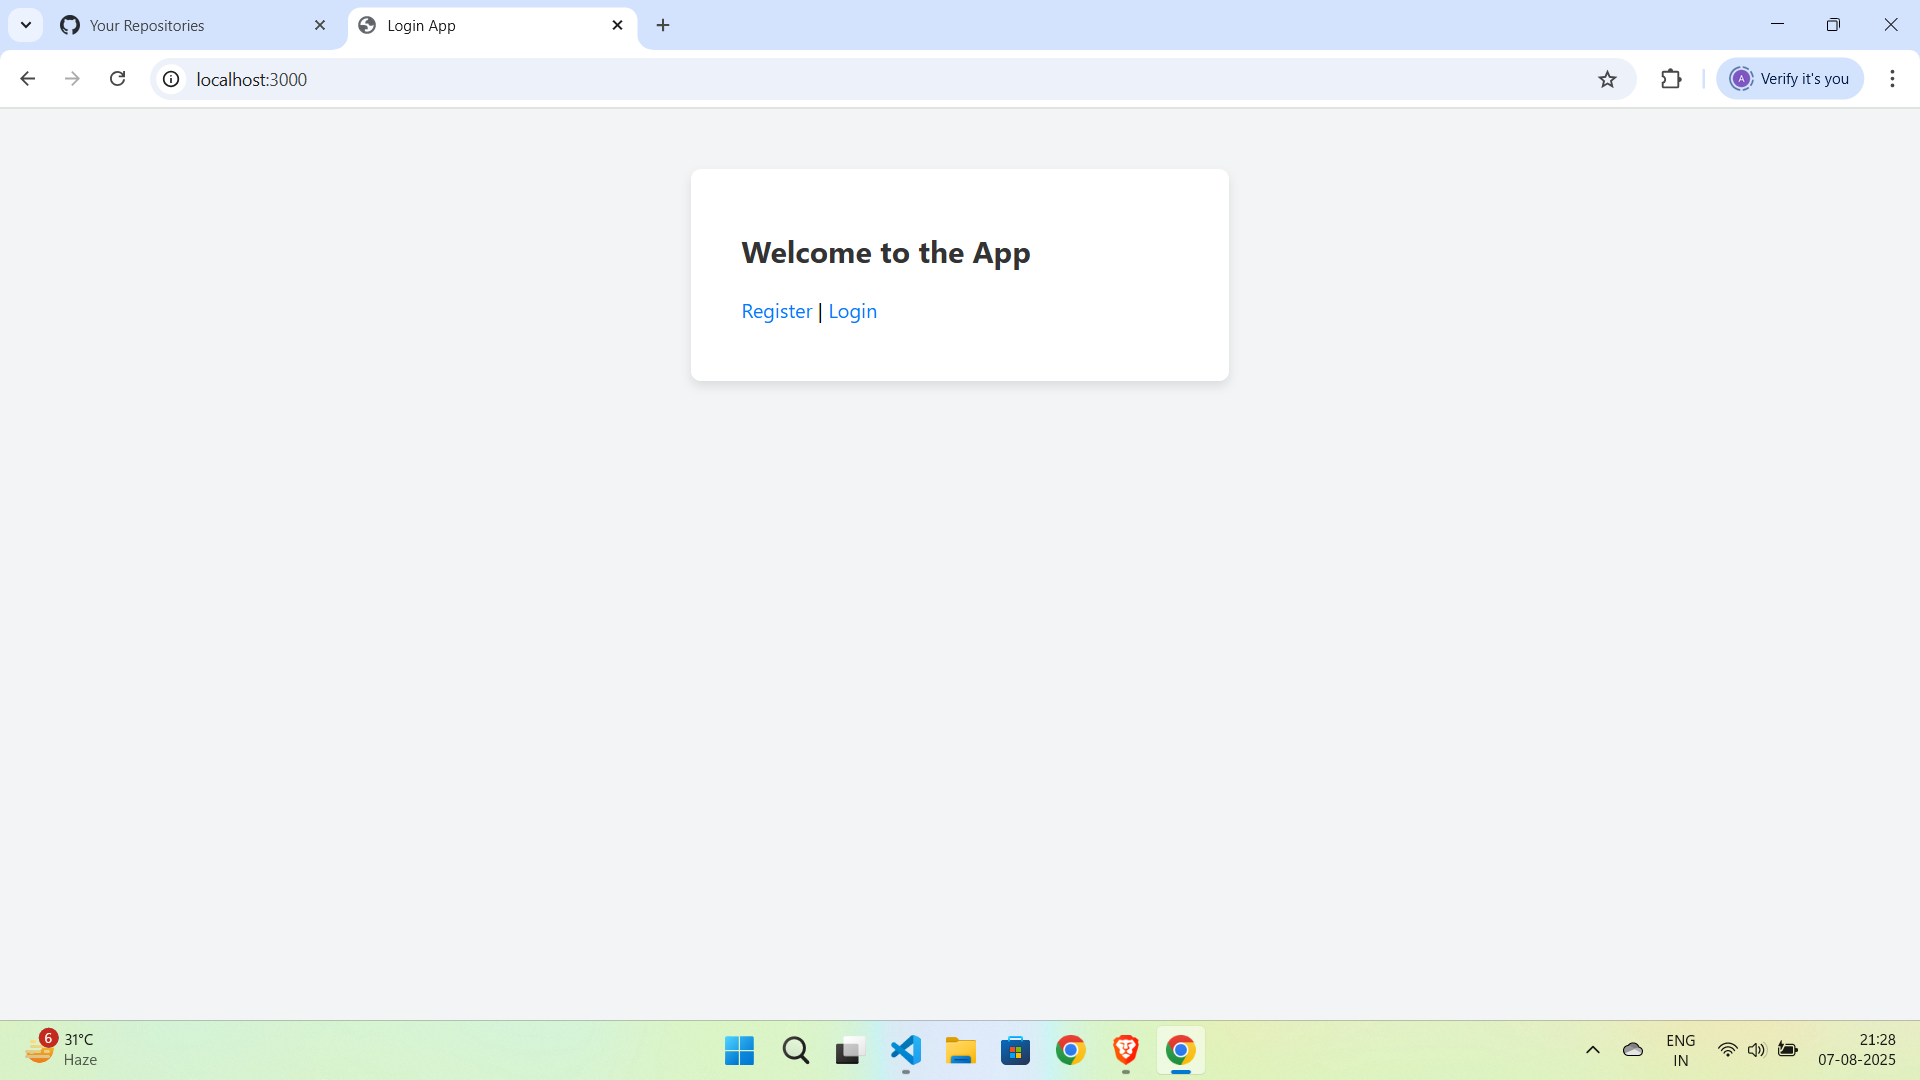 Your Repositories
Login App
localhost:3000
A
Verify it's you
Welcome to the App
Register | Login
6
31°C
Haze
ENG
IN
21:28
07-08-2025